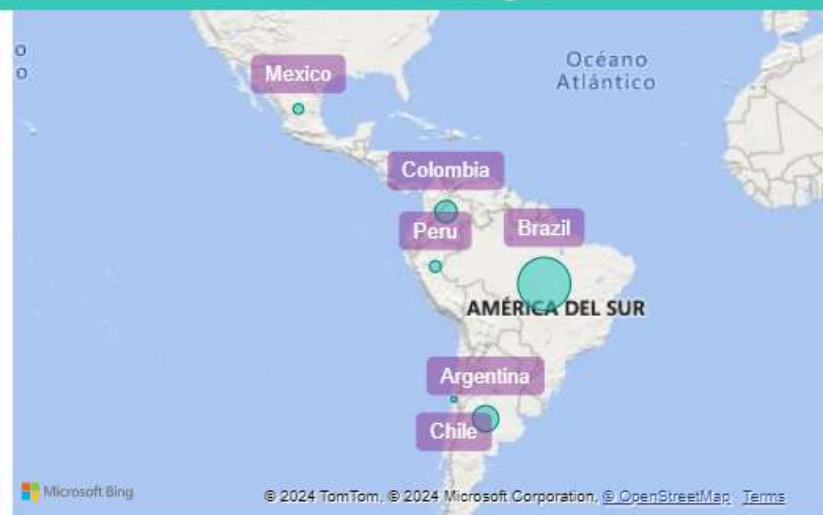 o
o
Océano
Atlántico
Mexico
Colombia
Peru
Brazil
AMÉRICA DEL SUR
Argentina
Chile
Microsoft Bing
© 2024 TomTom, © 2024 Microsoft Corporation, © OpenStreetMap Terms